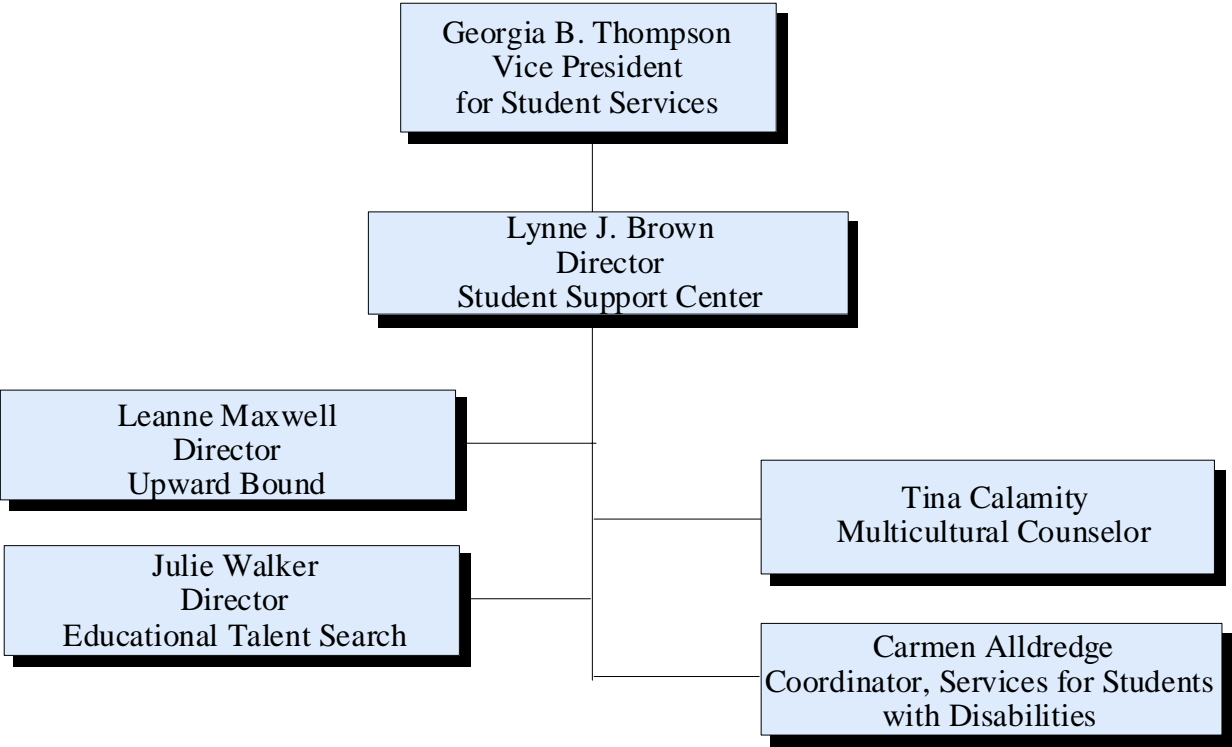 Georgia B. Thompson
Vice President
for Student Services
Lynne J. Brown
Director
Student Support Center
Leanne Maxwell
Director
Upward Bound
Tina Calamity
Multicultural Counselor
Julie Walker
Director
Educational Talent Search
Carmen Alldredge
Coordinator, Services for Students
with Disabilities